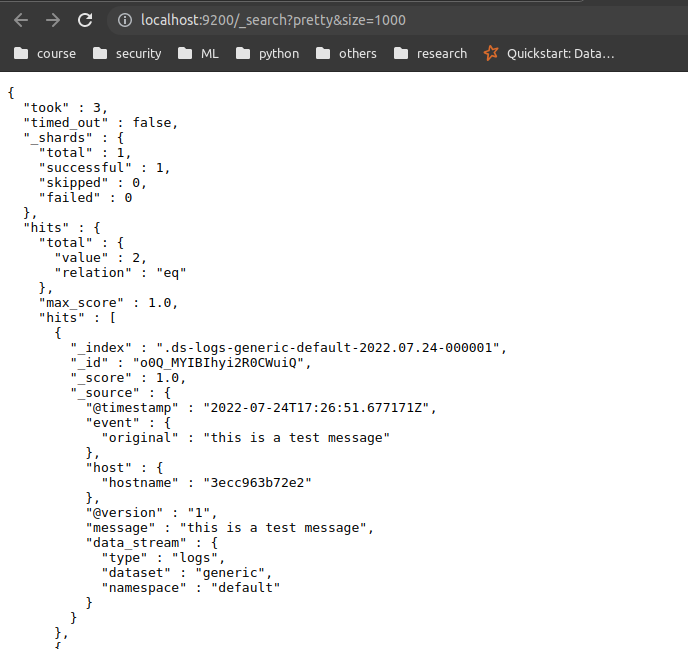 localhost:9200/_search?pretty&size=1000
course security ML python others research Quickstart: Data...
{
  "took" : 3,
  "timed_out" : false,
  "_shards" : {
    "total" : 1,
    "successful" : 1,
    "skipped" : 0,
    "failed" : 0
  },
  "hits" : {
    "total" : {
      "value" : 2,
      "relation" : "eq"
    },
    "max_score" : 1.0,
    "hits" : [
      {
        "_index" : ".ds-logs-generic-default-2022.07.24-000001",
        "_id" : "o0Q_MYIBIhyi2R0CWuiQ",
        "_score" : 1.0,
        "_source" : {
          "@timestamp" : "2022-07-24T17:26:51.677171Z",
          "event" : {
            "original" : "this is a test message"
          },
          "host" : {
            "hostname" : "3ecc963b72e2"
          },
          "@version" : "1",
          "message" : "this is a test message",
          "data_stream" : {
            "type" : "logs",
            "dataset" : "generic",
            "namespace" : "default"
          }
        }
      },
      {